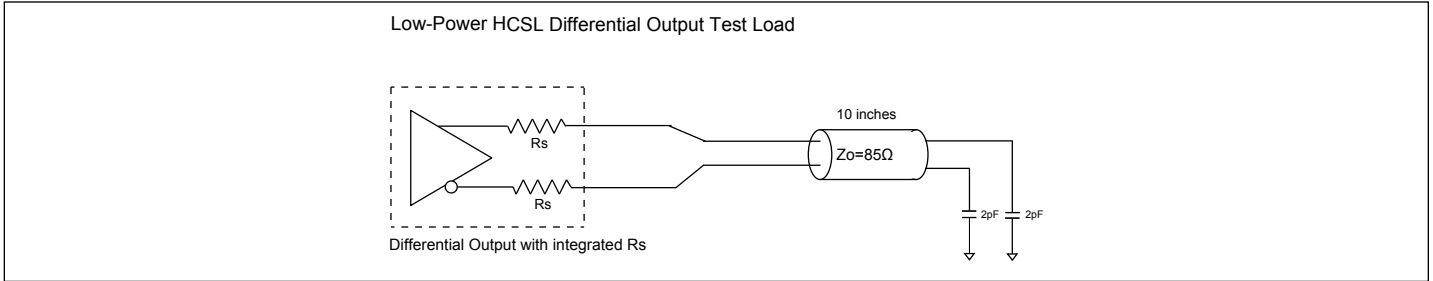 Low-Power HCSL Differential Output Test Load
10 inches
Rs
Zo=85Ω
Rs
2pF
2pF
Differential Output with integrated Rs